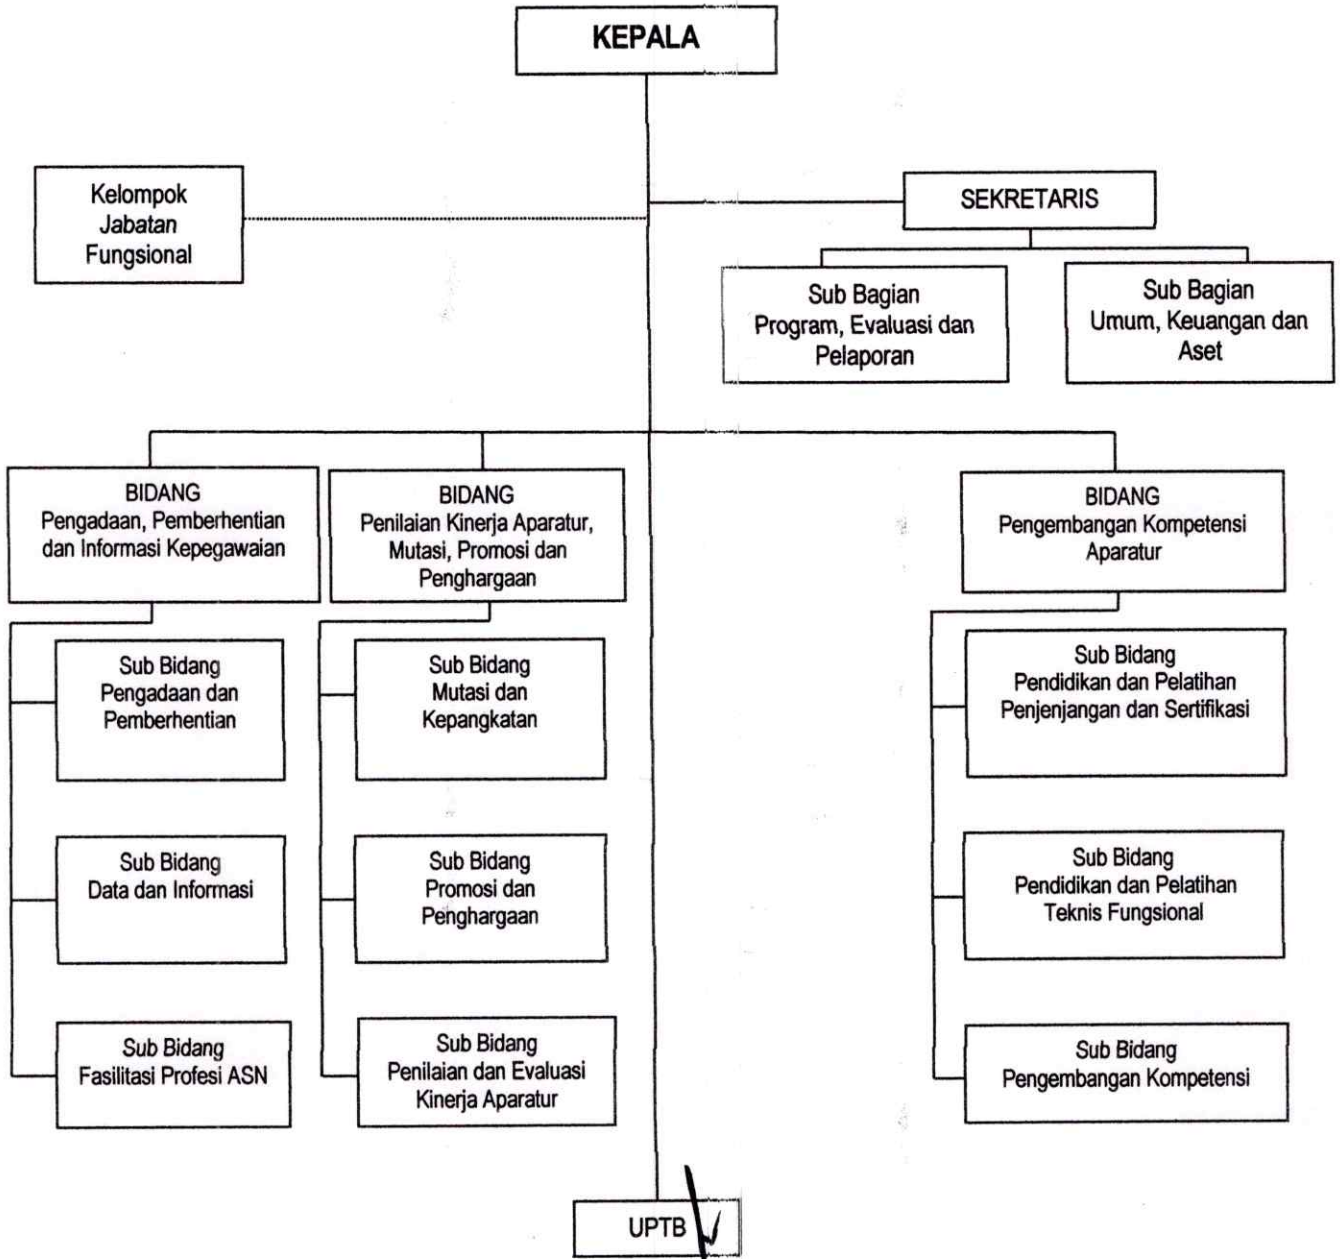 KEPALA
Kelompok
Jabatan
Fungsional
SEKRETARIS
Sub Bagian
Program, Evaluasi dan
Pelaporan
Sub Bagian
Umum, Keuangan dan
Aset
BIDANG
Pengadaan, Pemberhentian
dan Informasi Kepegawaian
BIDANG
Penilaian Kinerja Aparatur,
Mutasi, Promosi dan
Penghargaan
BIDANG
Pengembangan Kompetensi
Aparatur
Sub Bidang
Pengadaan dan
Pemberhentian
Sub Bidang
Data dan Informasi
Sub Bidang
Fasilitasi Profesi ASN
Sub Bidang
Mutasi dan
Kepangkatan
Sub Bidang
Promosi dan
Penghargaan
Sub Bidang
Penilaian dan Evaluasi
Kinerja Aparatur
Sub Bidang
Pendidikan dan Pelatihan
Penjenjangan dan Sertifikasi
Sub Bidang
Pendidikan dan Pelatihan
Teknis Fungsional
Sub Bidang
Pengembangan Kompetensi
UPTB